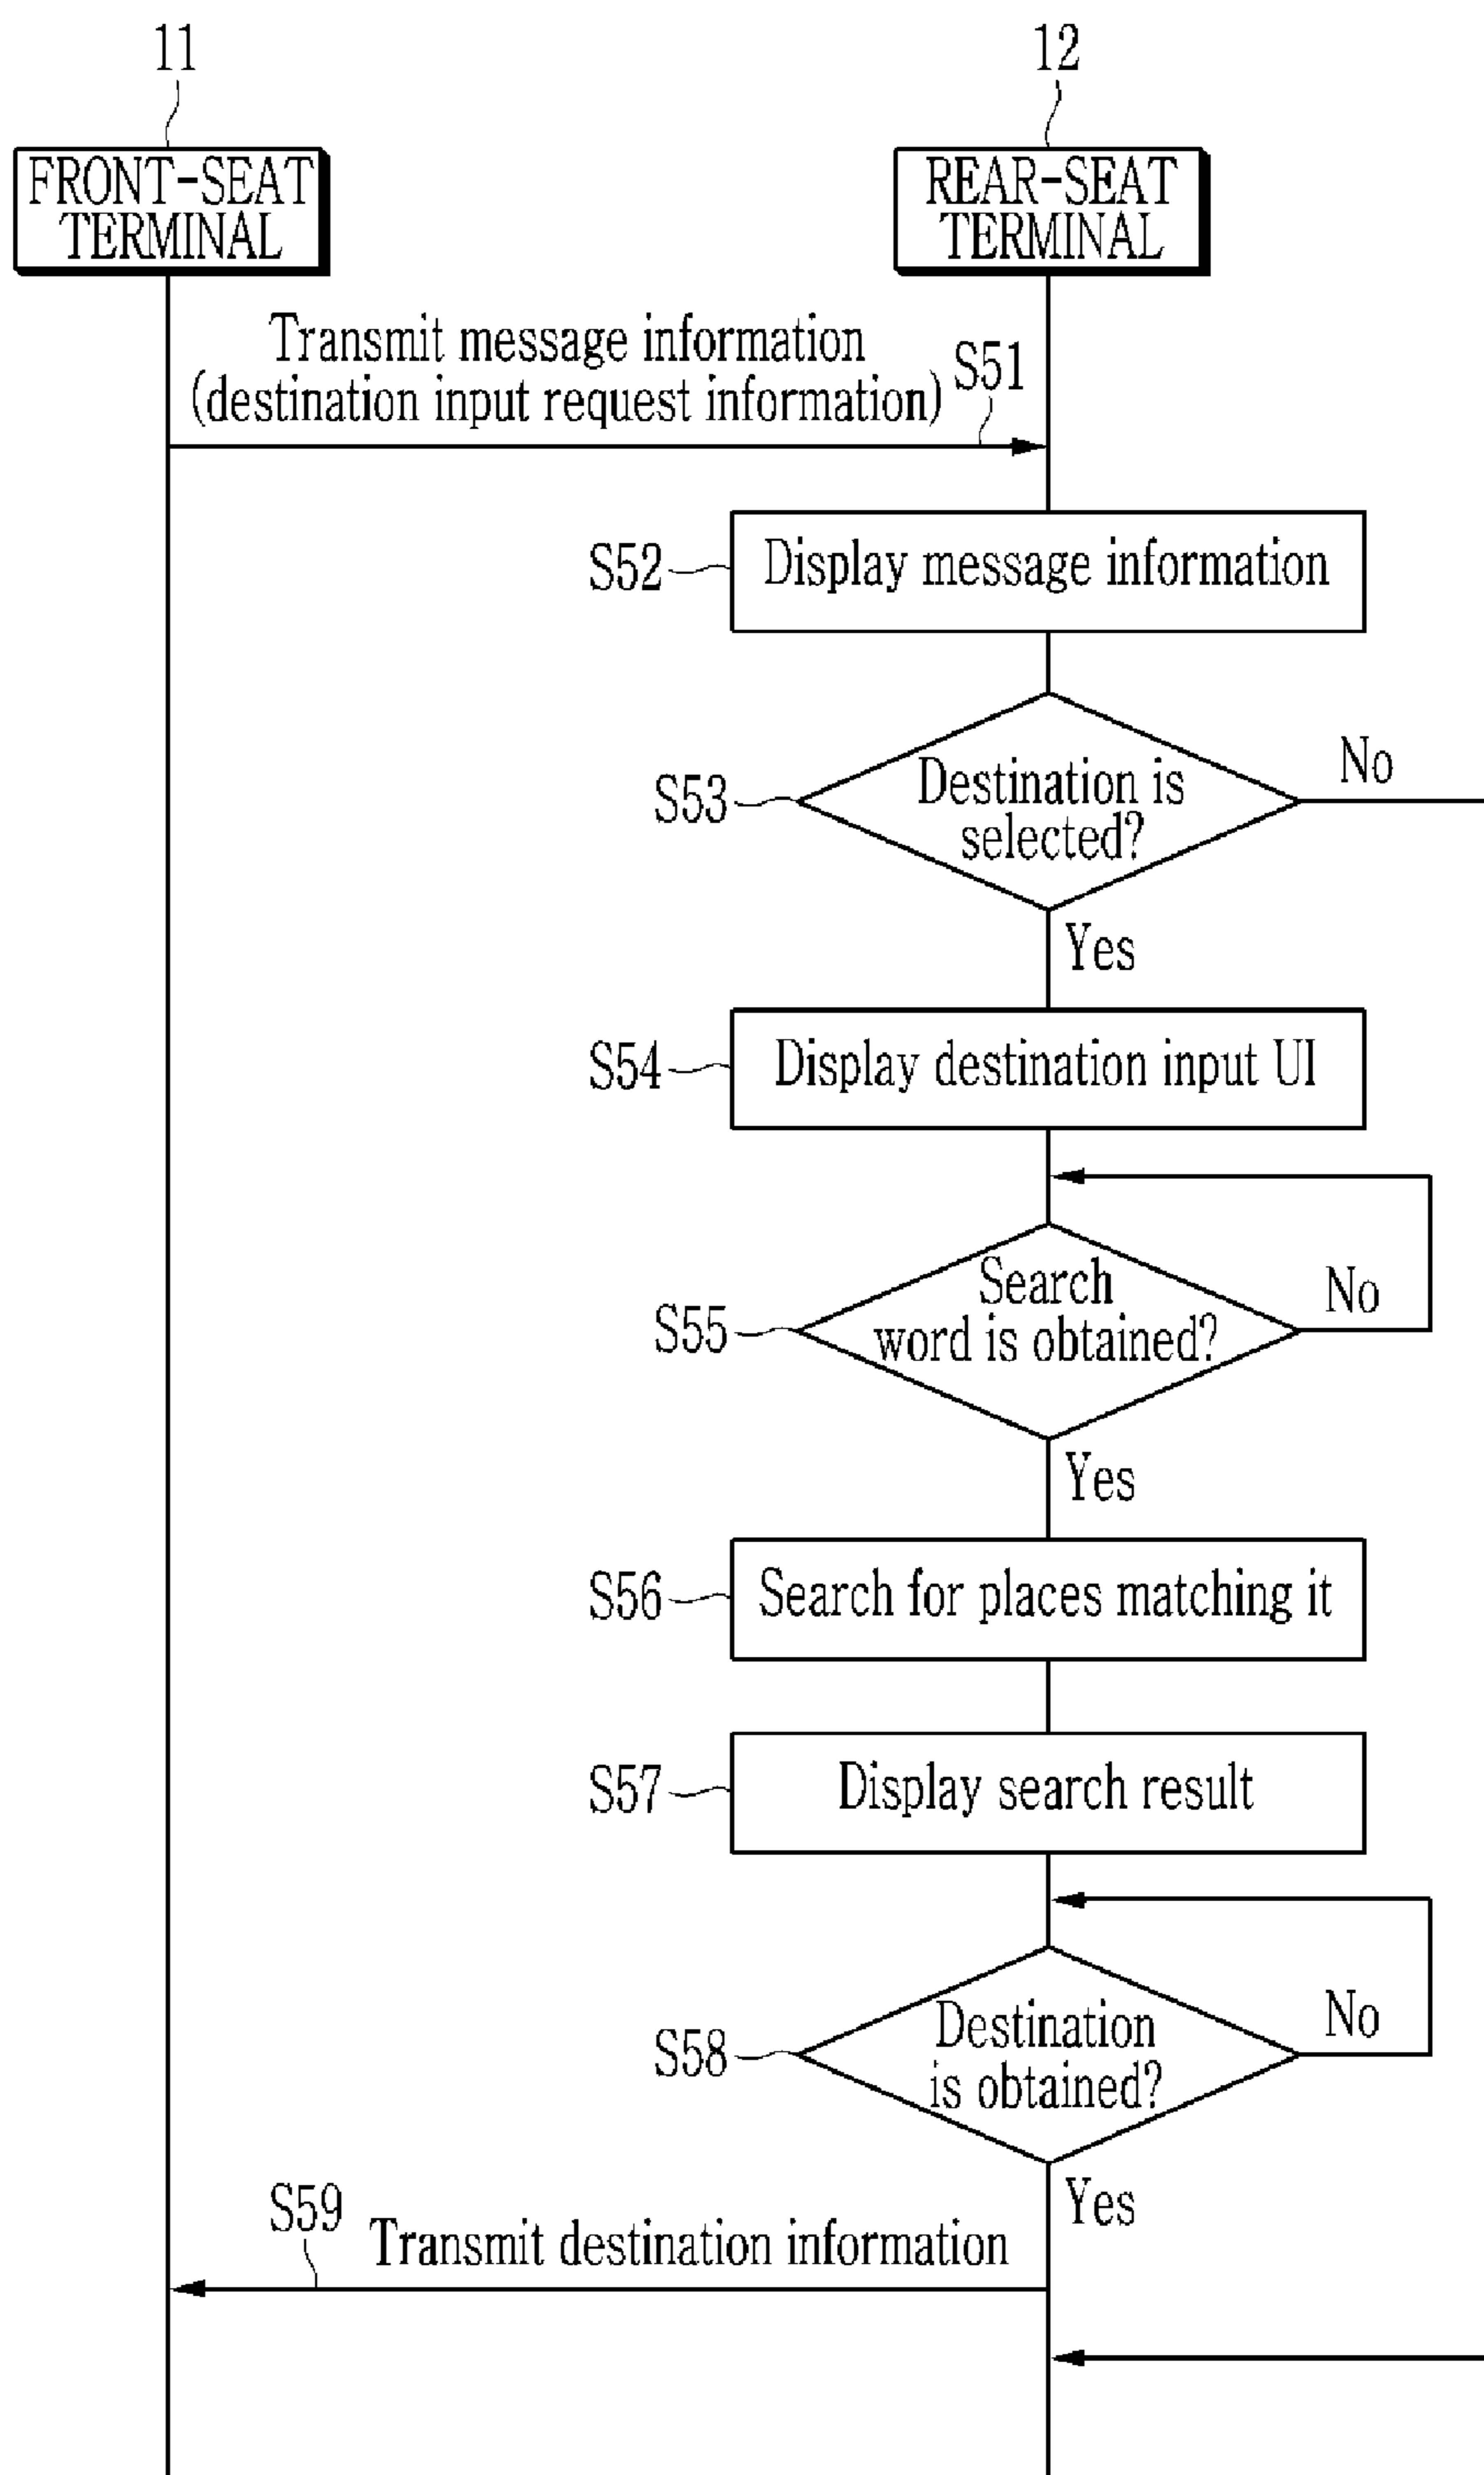 11
12
FRONT-SEAT
TERMINAL
REAR-SEAT
TERMINAL
Transmit message information
(destination input request information)
S51
S52
Display message information
S53
Destination is
selected?
No
Yes
S54
Display destination input UI
S55
Search
word is obtained?
No
Yes
S56
Search for places matching it
S57
Display search result
S58
Destination
is obtained?
No
Yes
S59
Transmit destination information